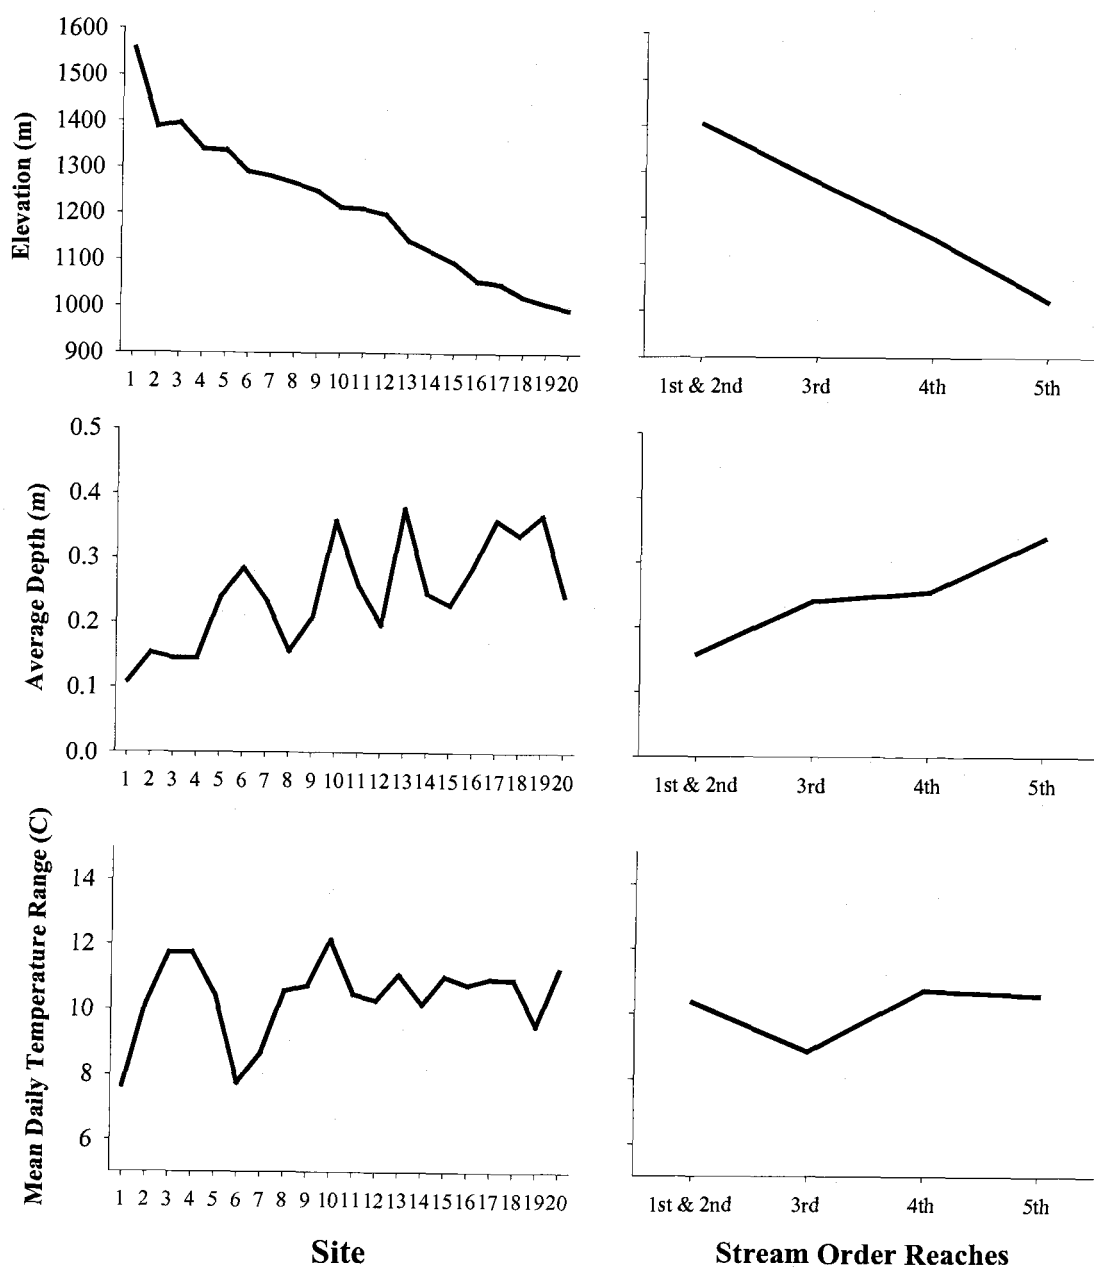 Elevation (m)
1600
1500
1400
1300
1200
1100
1000
900
1 2 3 4 5 6 7 8 9 10 11 12 13 14 15 16 17 18 19 20
1st & 2nd 3rd 4th 5th
Average Depth (m)
0.5
0.4
0.3
0.2
0.1
0.0
1 2 3 4 5 6 7 8 9 10 11 12 13 14 15 16 17 18 19 20
1st & 2nd 3rd 4th 5th
Mean Daily Temperature Range (C)
14
12
10
8
6
1 2 3 4 5 6 7 8 9 10 11 12 13 14 15 16 17 18 19 20
1st & 2nd 3rd 4th 5th
Site
Stream Order Reaches